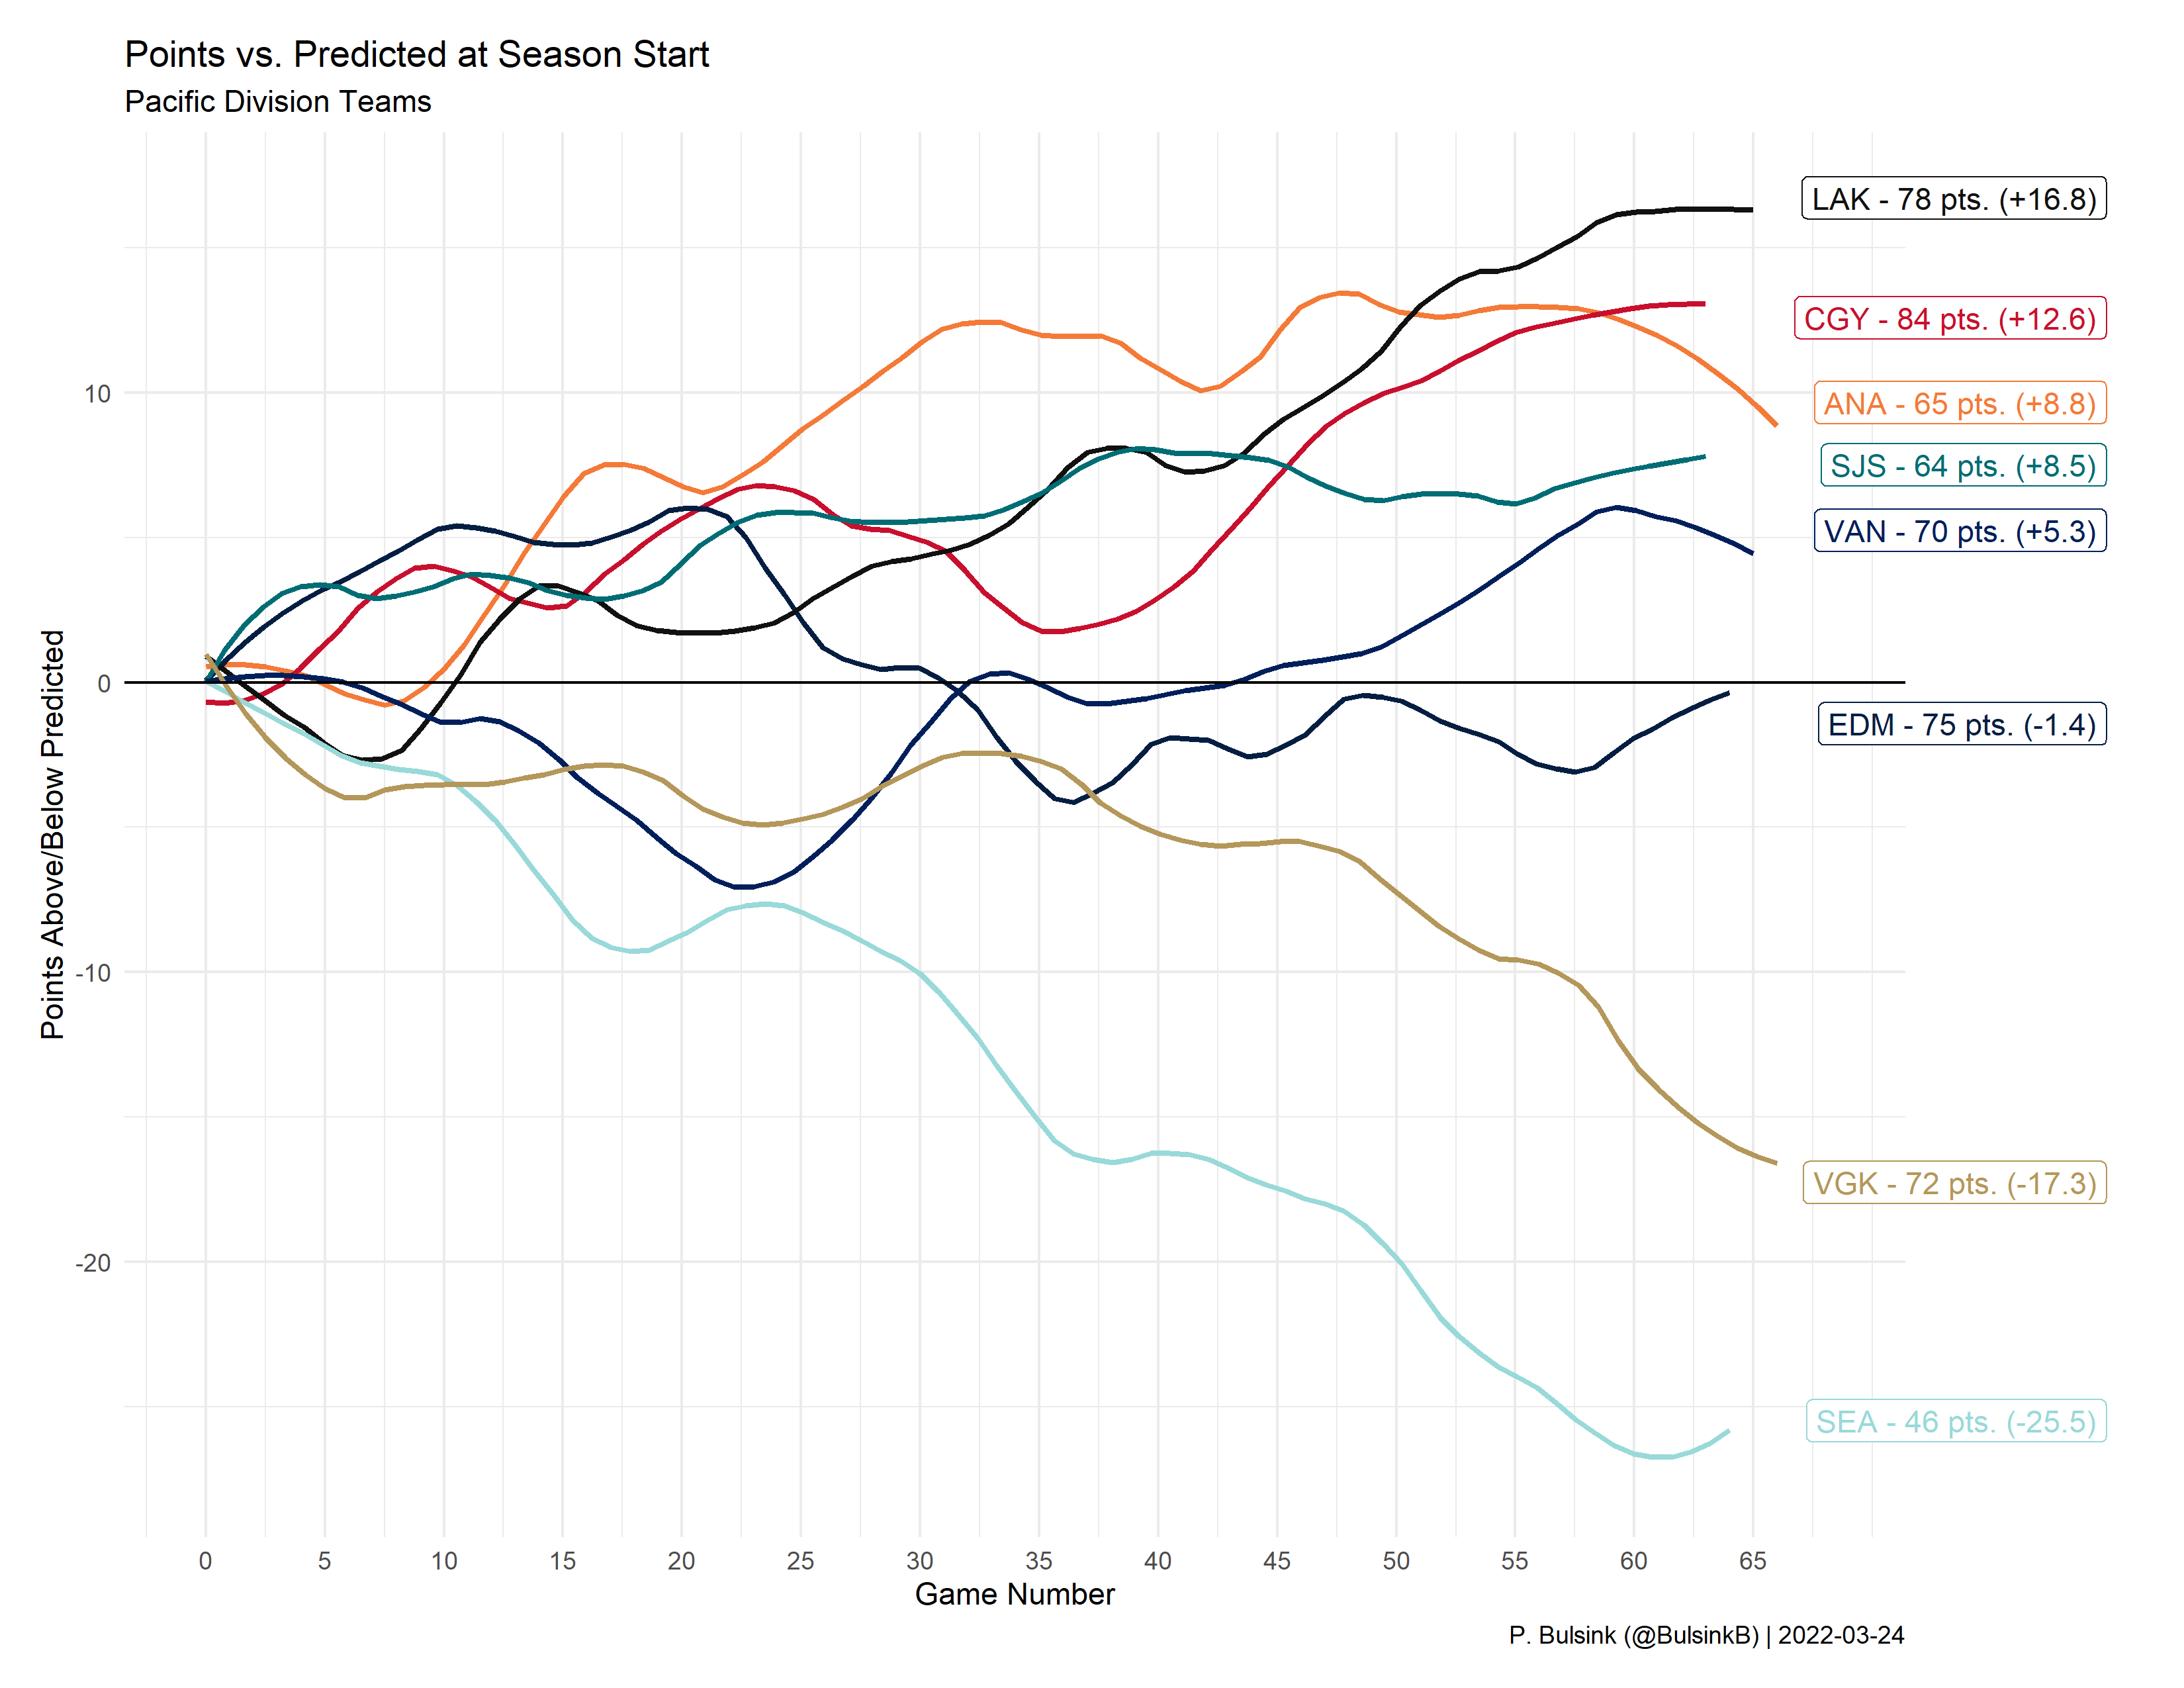 Points vs. Predicted at Season Start
Pacific Division Teams
Points Above/Below Predicted
10
0
-10
-20
LAK - 78 pts. (+16.8)
CGY - 84 pts. (+12.6)
ANA - 65 pts. (+8.8)
SJS - 64 pts. (+8.5)
VAN - 70 pts. (+5.3)
EDM - 75 pts. (-1.4)
VGK - 72 pts. (-17.3)
SEA - 46 pts. (-25.5)
0 5 10 15 20 25 30 35 40 45 50 55 60 65
Game Number
P. Bulsink (@BulsinkB) | 2022-03-24